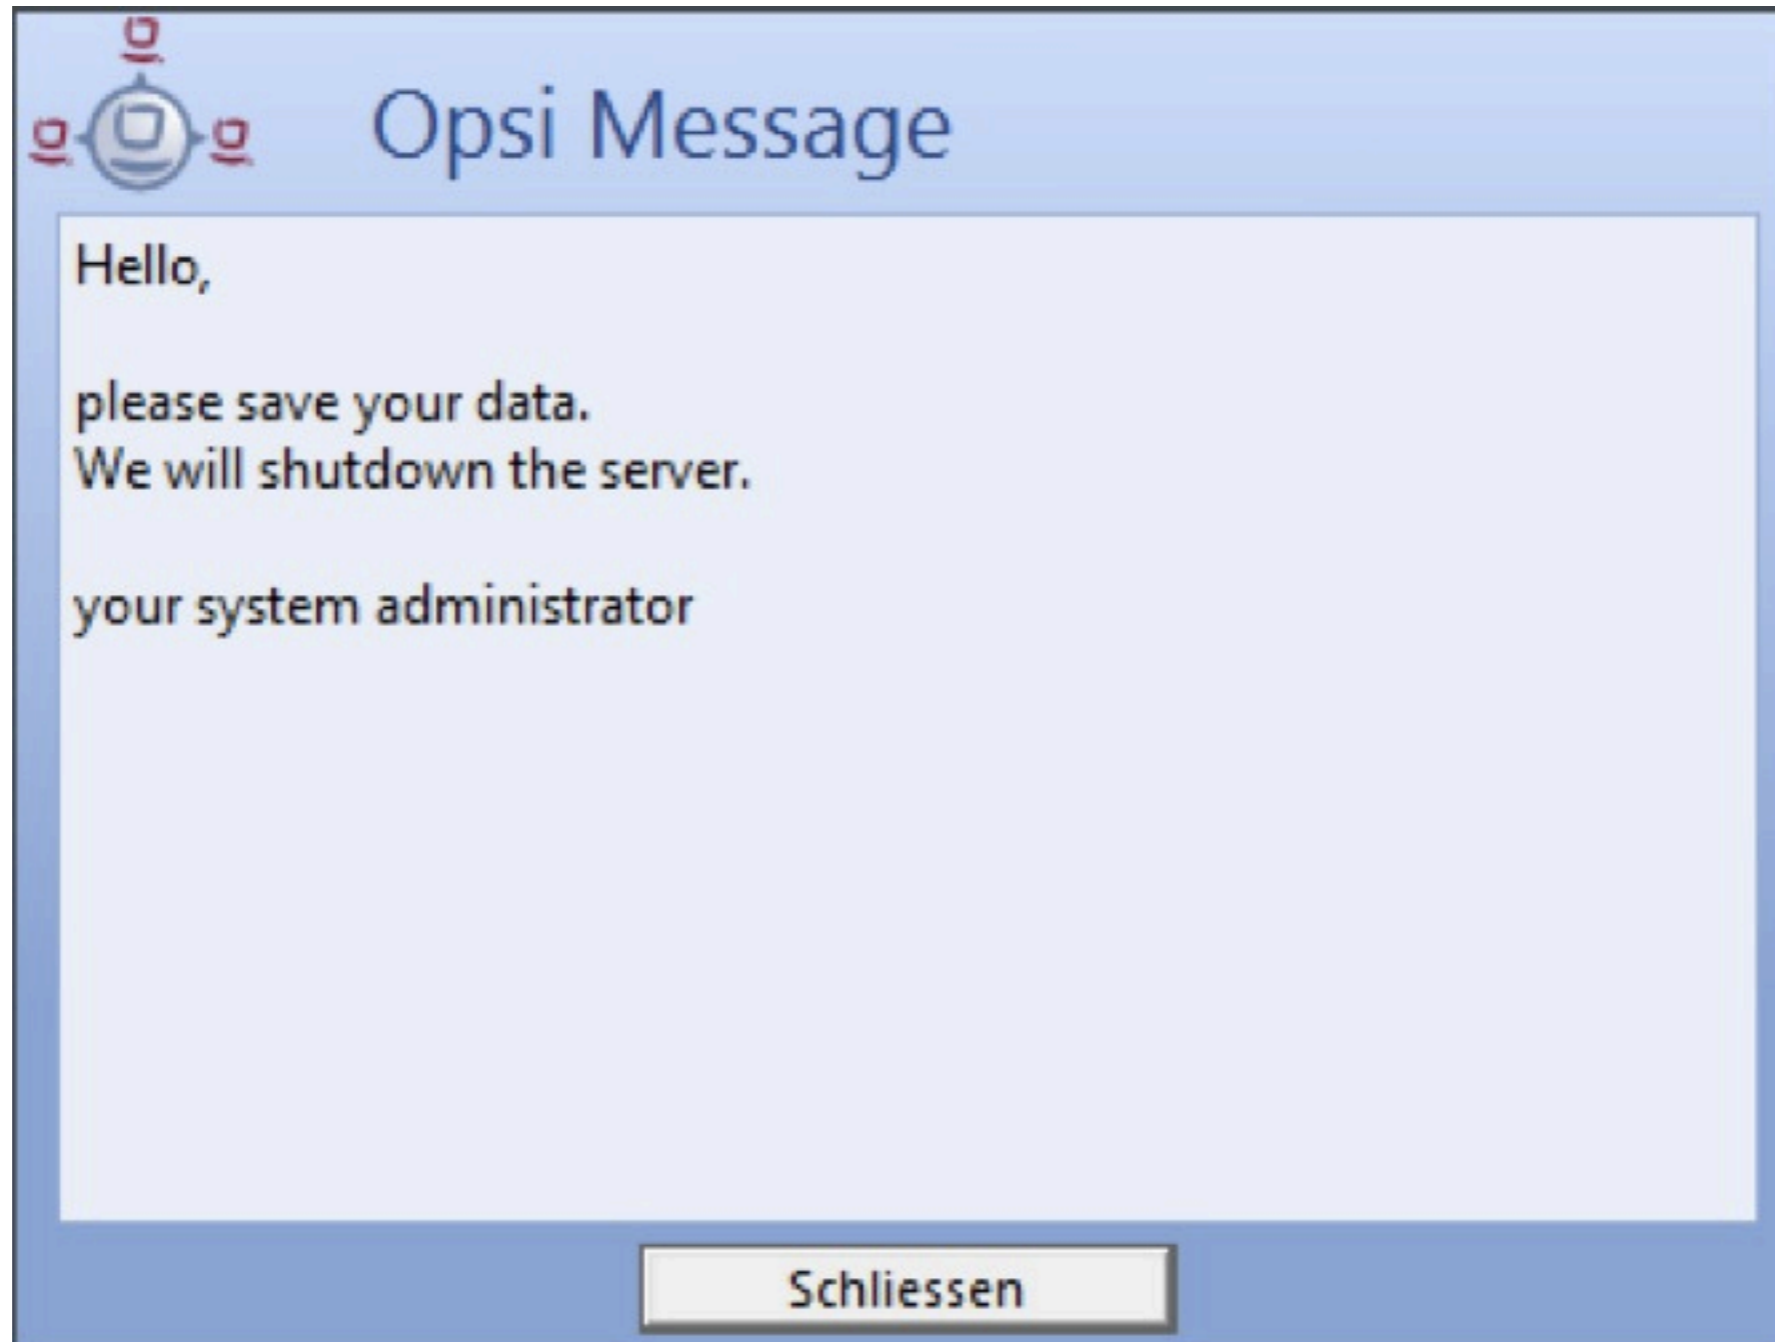 Opsi Message
Hello,
please save your data.
We will shutdown the server.
your system administrator
Schliessen